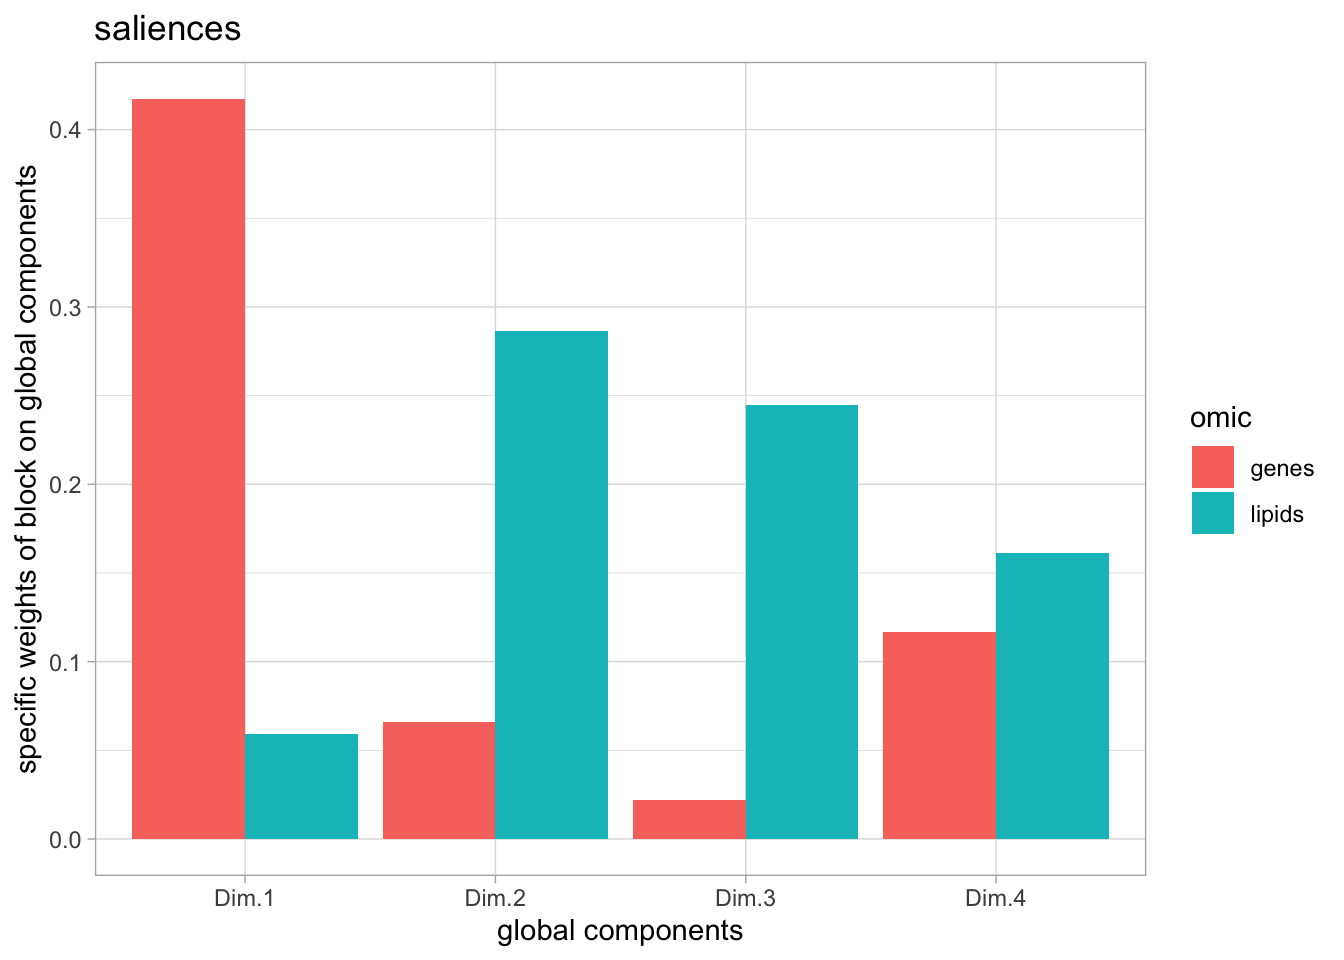 saliences
specific weights of block on global components
0.4
0.3
0.2
0.1
0.0
Dim.1
Dim.2
Dim.3
Dim.4
global components
omic
genes
lipids